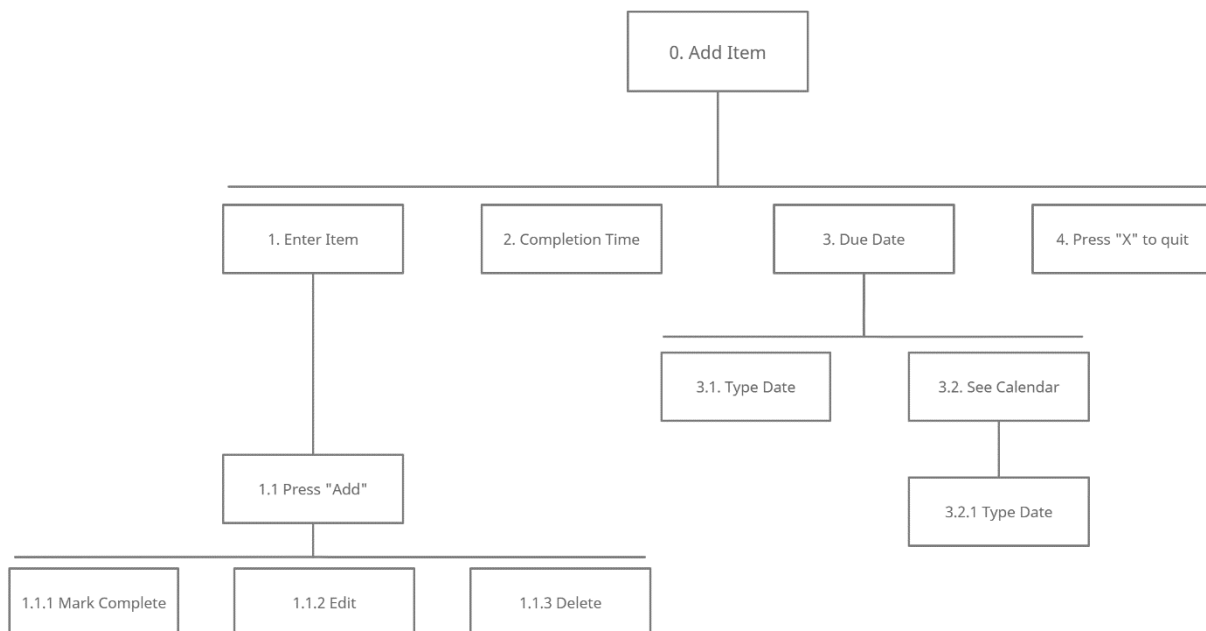 0. Add Item
1. Enter Item
2. Completion Time
3. Due Date
4. Press "X" to quit
3.1. Type Date
3.2. See Calendar
1.1 Press "Add"
3.2.1 Type Date
1.1.1 Mark Complete
1.1.2 Edit
1.1.3 Delete